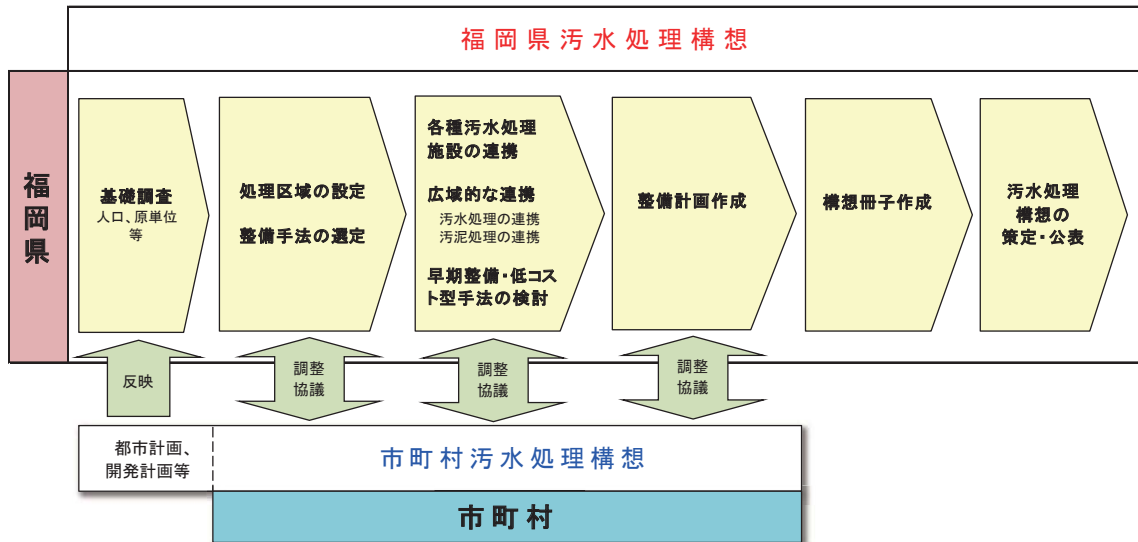 福岡県汚水処理構想
福岡県
基礎調査
人口、原単位
等
処理区域の設定
整備手法の選定
各種汚水処理
施設の連携
広域的な連携
汚水処理の連携
汚泥処理の連携
早期整備・低コス
ト型手法の検討
整備計画作成
構想冊子作成
汚水処理
構想の
策定・公表
反映
調整
協議
調整
協議
調整
協議
都市計画、
開発計画等
市町村汚水処理構想
市町村